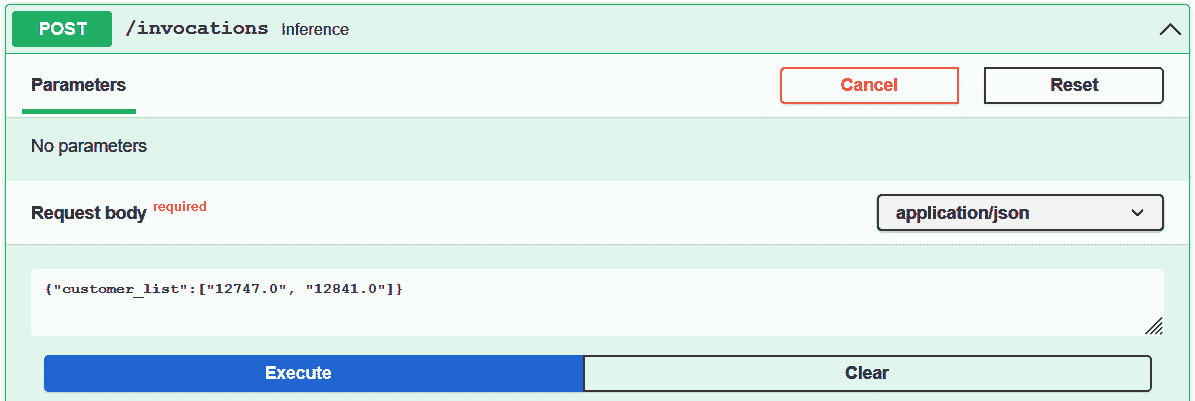 POST /invocations Inference
Parameters Cancel Reset
No parameters
Request body required application/json
{"customer_list":["12747.0", "12841.0"]}
Execute Clear